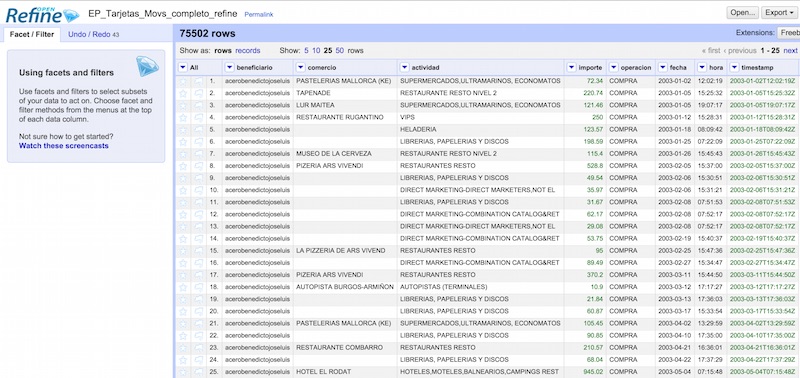 OPEN
Refine EP_Tarjetas_Movs_completo_refine Permalink Open... Export
Facet / Filter Undo / Redo 43 75502 rows Extensions: Freeb
Show as: rows records Show: 5 10 25 50 rows « first ‹ previous 1 - 25 next
All beneficiario comercio actividad importe operacion fecha hora timestamp
Using facets and filters
Use facets and filters to select subsets
of your data to act on. Choose facet and
filter methods from the menus at the top
of each data column.
Not sure how to get started?
Watch these screencasts
1. acerobenedictojoseluis PASTELERIAS MALLORCA (KE) SUPERMERCADOS,ULTRAMARINOS, ECONOMATOS 72.34 COMPRA 2003-01-02 12:02:19 2003-01-02T12:02:19Z
2. acerobenedictojoseluis TAPENADE RESTAURANTE RESTO NIVEL 2 220.74 COMPRA 2003-01-05 15:25:32 2003-01-05T15:25:32Z
3. acerobenedictojoseluis LUR MAITEA SUPERMERCADOS,ULTRAMARINOS, ECONOMATOS 121.46 COMPRA 2003-01-05 19:07:17 2003-01-05T19:07:17Z
4. acerobenedictojoseluis RESTAURANTE RUGANTINO VIPS 250 COMPRA 2003-01-12 15:28:31 2003-01-12T15:28:31Z
5. acerobenedictojoseluis HELADERIA 123.57 COMPRA 2003-01-18 08:09:42 2003-01-18T08:09:42Z
6. acerobenedictojoseluis LIBRERIAS, PAPELERIAS Y DISCOS 198.59 COMPRA 2003-01-25 07:22:09 2003-01-25T07:22:09Z
7. acerobenedictojoseluis MUSEO DE LA CERVEZA RESTAURANTE RESTO NIVEL 2 115.4 COMPRA 2003-01-26 15:45:43 2003-01-26T15:45:43Z
8. acerobenedictojoseluis PIZERIA ARS VIVENDI RESTAURANTES RESTO 528.8 COMPRA 2003-02-05 15:37:00 2003-02-05T15:37:00Z
9. acerobenedictojoseluis LIBRERIAS, PAPELERIAS Y DISCOS 49.54 COMPRA 2003-02-06 15:30:51 2003-02-06T15:30:51Z
10. acerobenedictojoseluis DIRECT MARKETING-DIRECT MARKETERS,NOT EL 35.97 COMPRA 2003-02-06 15:31:21 2003-02-06T15:31:21Z
11. acerobenedictojoseluis LIBRERIAS, PAPELERIAS Y DISCOS 31.67 COMPRA 2003-02-08 07:51:53 2003-02-08T07:51:53Z
12. acerobenedictojoseluis DIRECT MARKETING-COMBINATION CATALOG&RET 62.17 COMPRA 2003-02-08 07:52:17 2003-02-08T07:52:17Z
13. acerobenedictojoseluis DIRECT MARKETING-DIRECT MARKETERS,NOT EL 29.08 COMPRA 2003-02-08 07:52:17 2003-02-08T07:52:17Z
14. acerobenedictojoseluis DIRECT MARKETING-COMBINATION CATALOG&RET 53.75 COMPRA 2003-02-19 15:40:37 2003-02-19T15:40:37Z
15. acerobenedictojoseluis LA PIZZERIA DE ARS VIVEND RESTAURANTES RESTO 95 COMPRA 2003-02-25 15:47:36 2003-02-25T15:47:36Z
16. acerobenedictojoseluis DIRECT MARKETING-COMBINATION CATALOG&RET 89.49 COMPRA 2003-02-27 15:34:47 2003-02-27T15:34:47Z
17. acerobenedictojoseluis PIZERIA ARS VIVENDI RESTAURANTES RESTO 370.2 COMPRA 2003-03-11 15:44:50 2003-03-11T15:44:50Z
18. acerobenedictojoseluis AUTOPISTA BURGOS-ARMIÑON AUTOPISTAS (TERMINALES) 10.9 COMPRA 2003-03-12 17:17:27 2003-03-12T17:17:27Z
19. acerobenedictojoseluis LIBRERIAS, PAPELERIAS Y DISCOS 21.84 COMPRA 2003-03-13 17:36:03 2003-03-13T17:36:03Z
20. acerobenedictojoseluis LIBRERIAS, PAPELERIAS Y DISCOS 60.87 COMPRA 2003-03-17 15:33:54 2003-03-17T15:33:54Z
21. acerobenedictojoseluis PASTELERIAS MALLORCA (KE) SUPERMERCADOS,ULTRAMARINOS, ECONOMATOS 105.45 COMPRA 2003-04-02 13:29:59 2003-04-02T13:29:59Z
22. acerobenedictojoseluis LIBRERIAS, PAPELERIAS Y DISCOS 90.85 COMPRA 2003-04-10 17:35:00 2003-04-10T17:35:00Z
23. acerobenedictojoseluis RESTAURANTE COMBARRO RESTAURANTES RESTO 210.57 COMPRA 2003-04-21 16:36:01 2003-04-21T16:36:01Z
24. acerobenedictojoseluis LIBRERIAS, PAPELERIAS Y DISCOS 68.04 COMPRA 2003-04-22 17:37:29 2003-04-22T17:37:29Z
25. acerobenedictojoseluis HOTEL EL RODAT HOTELES,MOTELES,BALNEARIOS,CAMPINGS REST 945.02 COMPRA 2003-05-04 07:15:48 2003-05-04T07:15:48Z